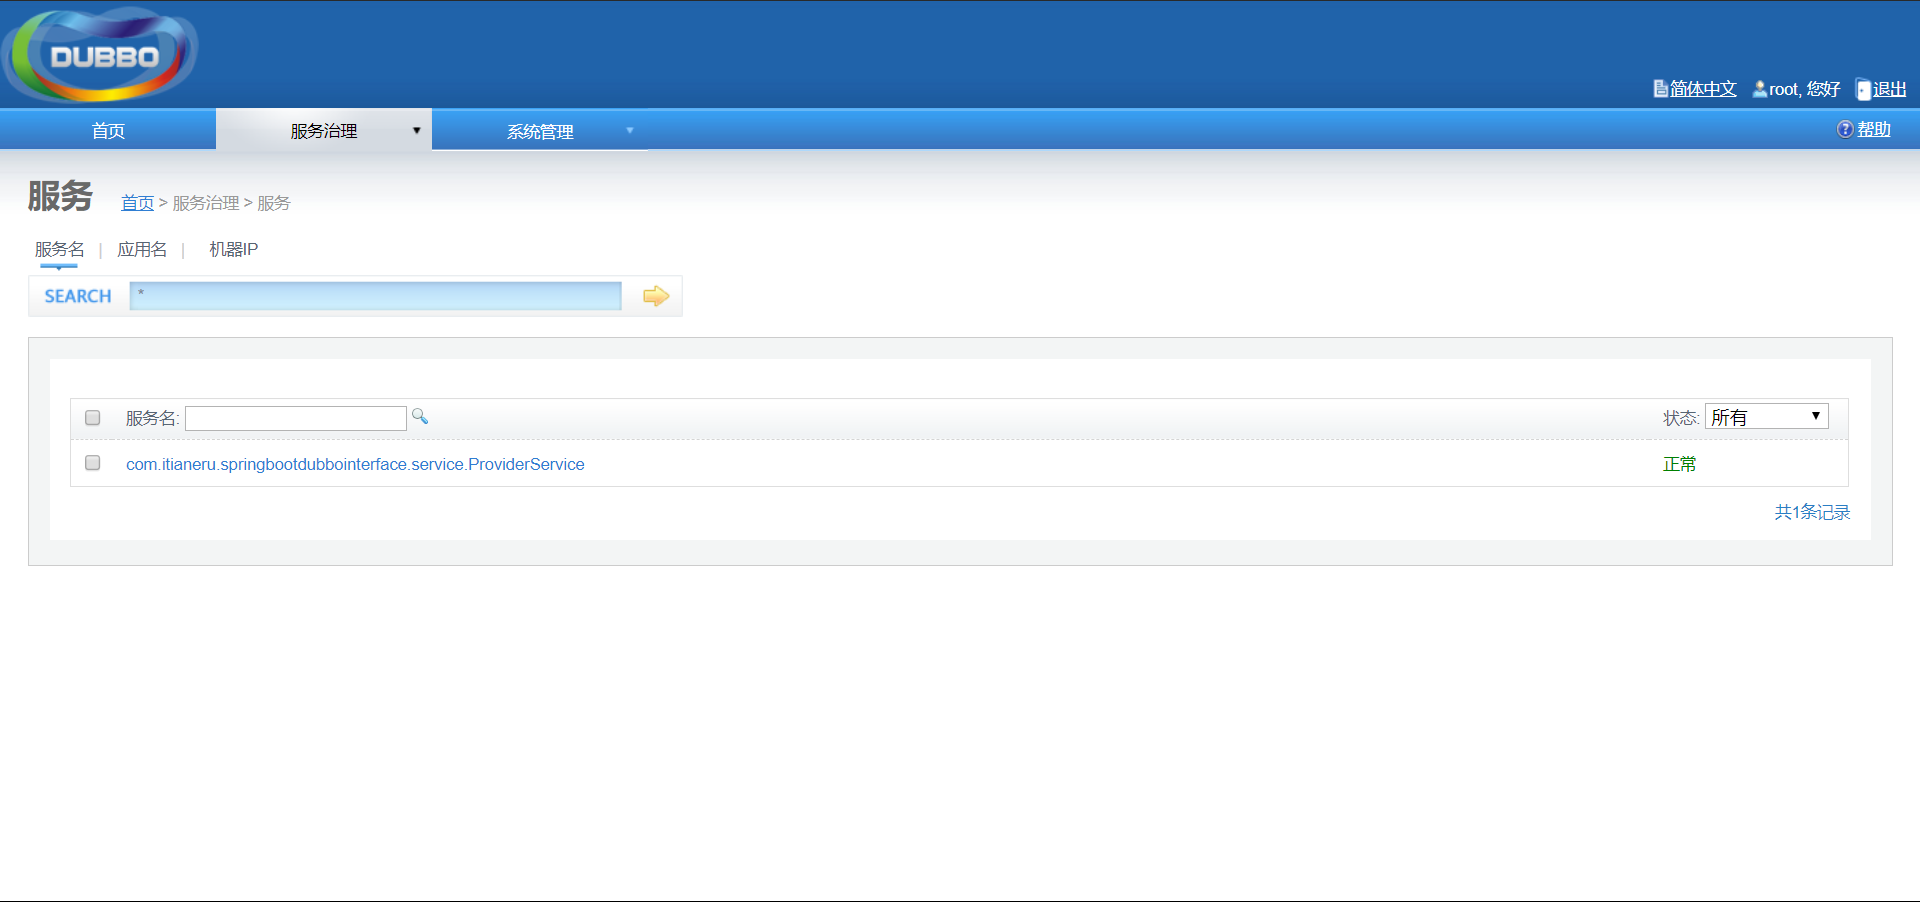 DUBBO
简体中文 root, 您好 退出
首页 服务治理 ▼ 系统管理 ▼ 帮助
服务 首页 > 服务治理 > 服务
服务名 | 应用名 | 机器IP
SEARCH *
服务名: 状态: 所有
com.itianeru.springbootdubbointerface.service.ProviderService 正常
共1条记录